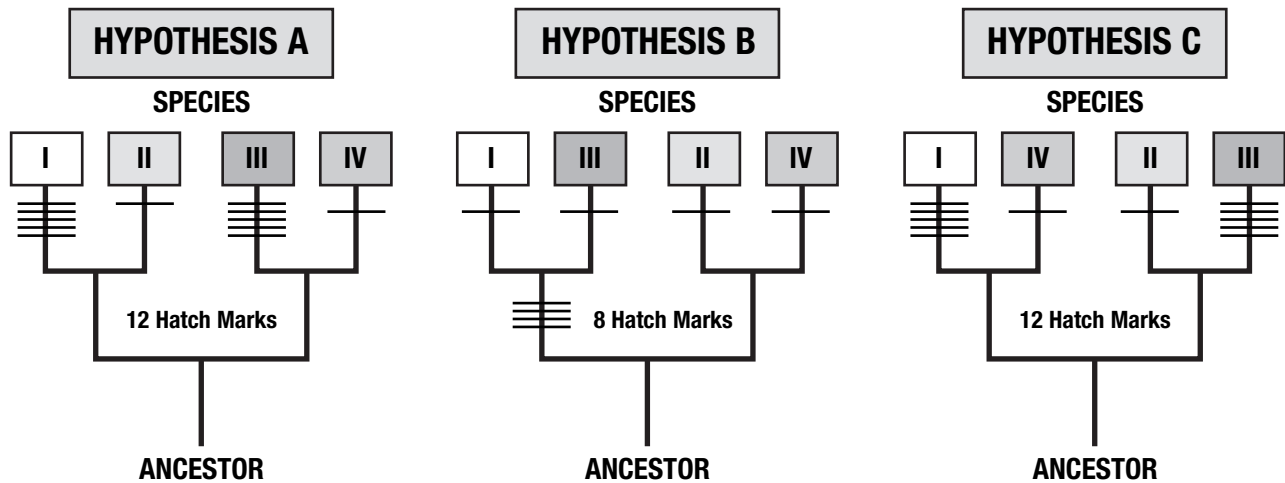 HYPOTHESIS A
SPECIES
I II III IV
12 Hatch Marks
ANCESTOR
HYPOTHESIS B
SPECIES
I III II IV
8 Hatch Marks
ANCESTOR
HYPOTHESIS C
SPECIES
I IV II III
12 Hatch Marks
ANCESTOR